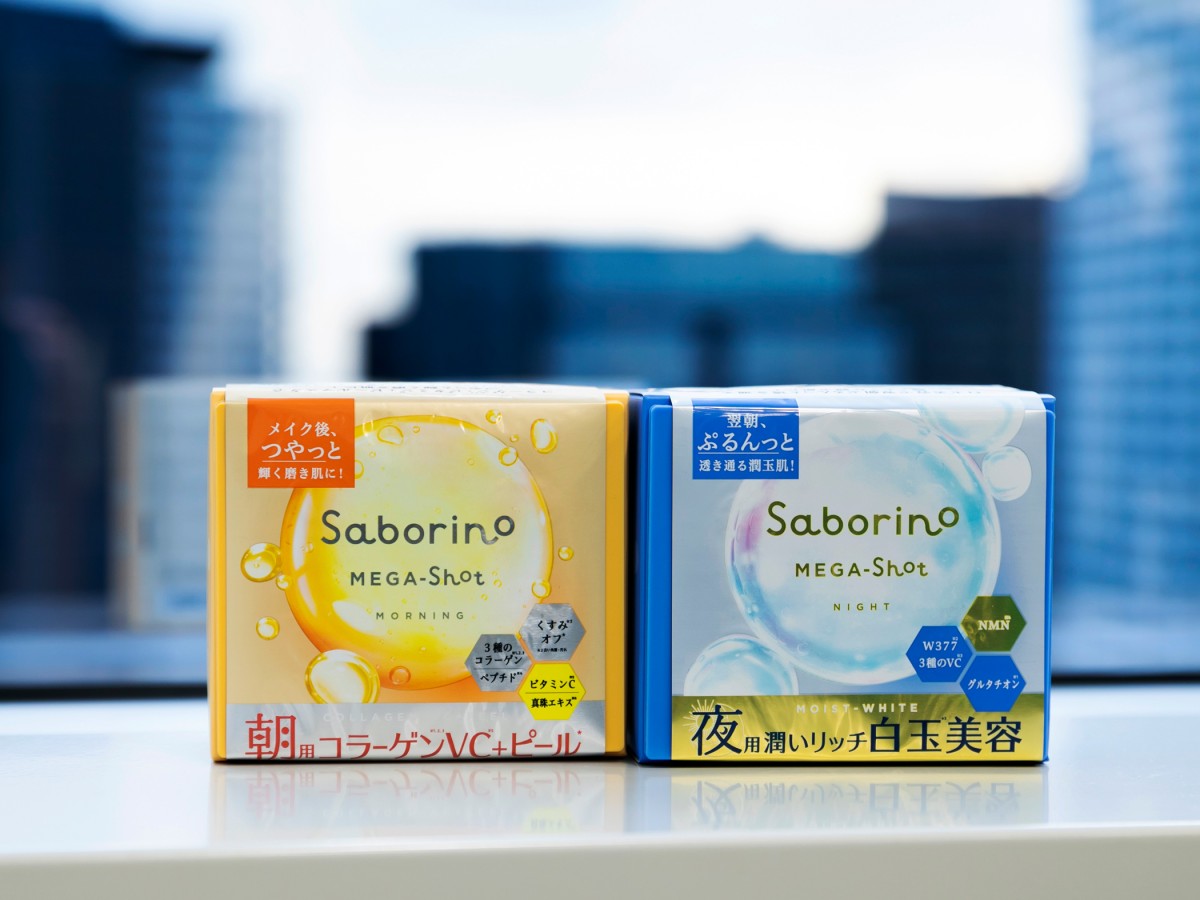 メイク後、
つやっと
輝く磨き肌に!
Saborino
MEGA-Shot
MORNING
くすみ
オフ
3種の
コラーゲン
ペプチド
ビタミンC
真珠エキス
朝用コラーゲンVC+ピール
翌朝、
ぷるんっと
透き通る潤玉肌!
Saborino
MEGA-Shot
NIGHT
NMN
W377
3種のVC
グルタチオン
MOIST-WHITE
夜用潤いリッチ白玉美容